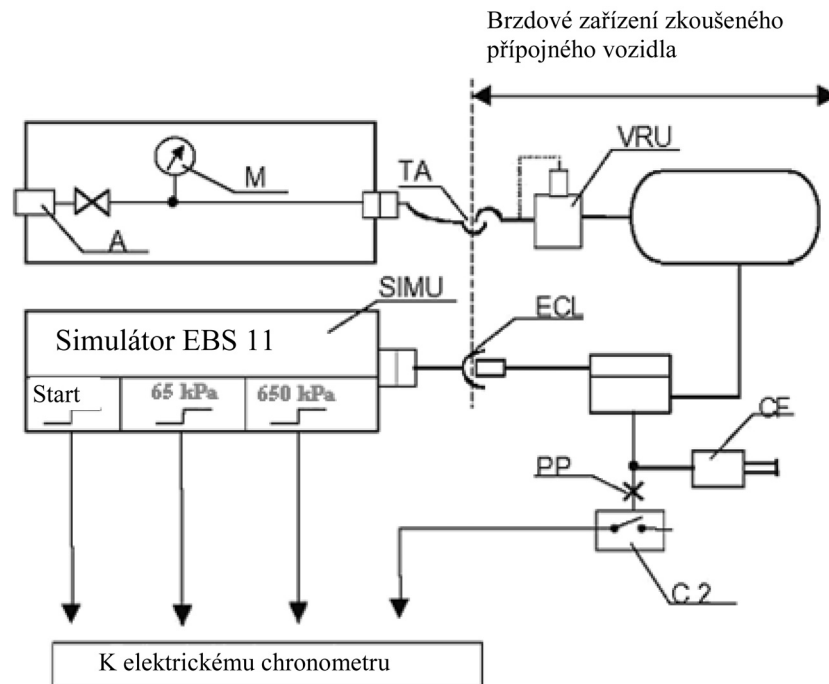 Brzdové zařízení zkoušeného
přípojného vozidla
VRU
TA
M
A
SIMU
ECL
Simulátor EBS 11
Start
65 kPa
650 kPa
CF
PP
C 2
K elektrickému chronometru